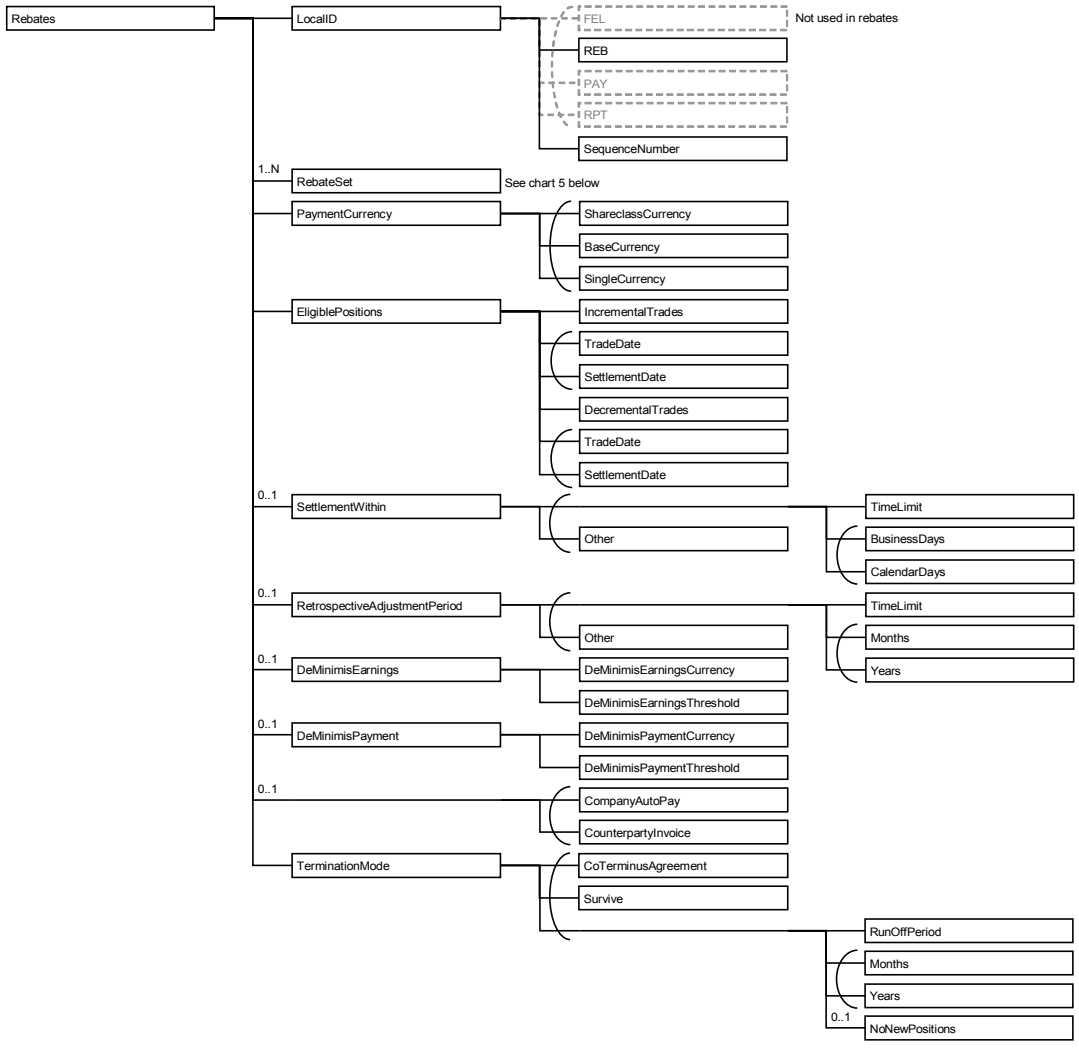 Rebates
LocalID
FEL
Not used in rebates
REB
PAY
RPT
SequenceNumber
1..N
RebateSet
See chart 5 below
PaymentCurrency
ShareclassCurrency
BaseCurrency
SingleCurrency
EligiblePositions
IncrementalTrades
TradeDate
SettlementDate
DecrementalTrades
TradeDate
SettlementDate
0..1
SettlementWithin
TimeLimit
Other
BusinessDays
CalendarDays
0..1
RetrospectiveAdjustmentPeriod
TimeLimit
Other
Months
Years
0..1
DeMinimisEarnings
DeMinimisEarningsCurrency
DeMinimisEarningsThreshold
0..1
DeMinimisPayment
DeMinimisPaymentCurrency
DeMinimisPaymentThreshold
0..1
CompanyAutoPay
CounterpartyInvoice
TerminationMode
CoTerminusAgreement
Survive
RunOffPeriod
Months
Years
0..1
NoNewPositions